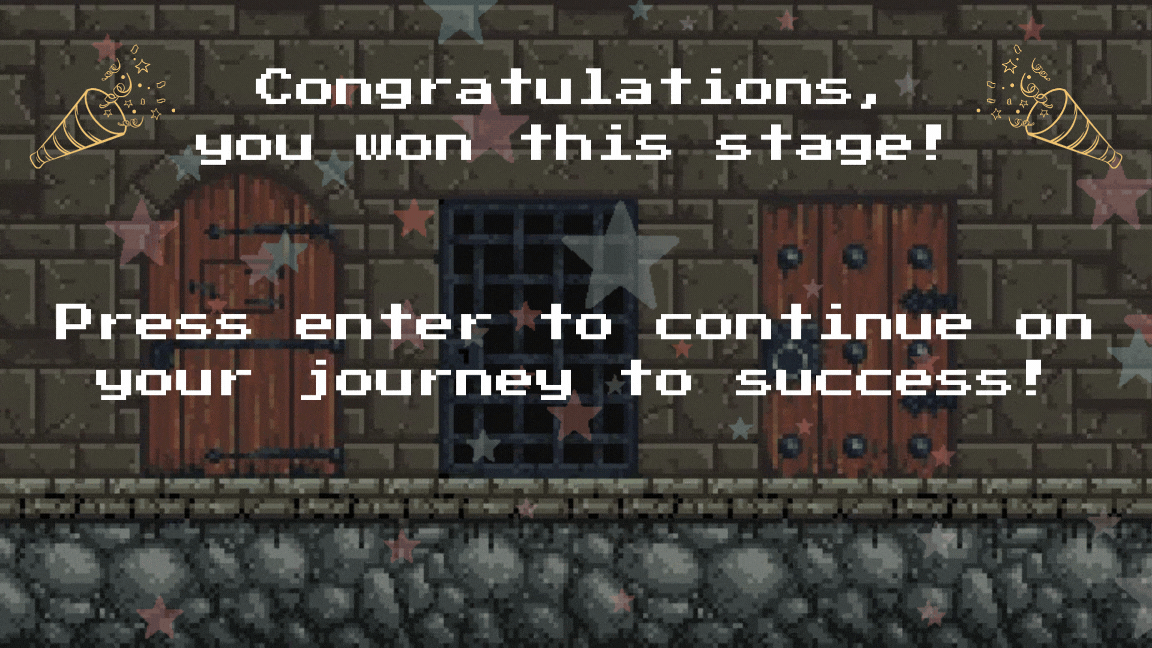 Congratulations,
you won this stage!
Press enter to continue on
your journey to success!